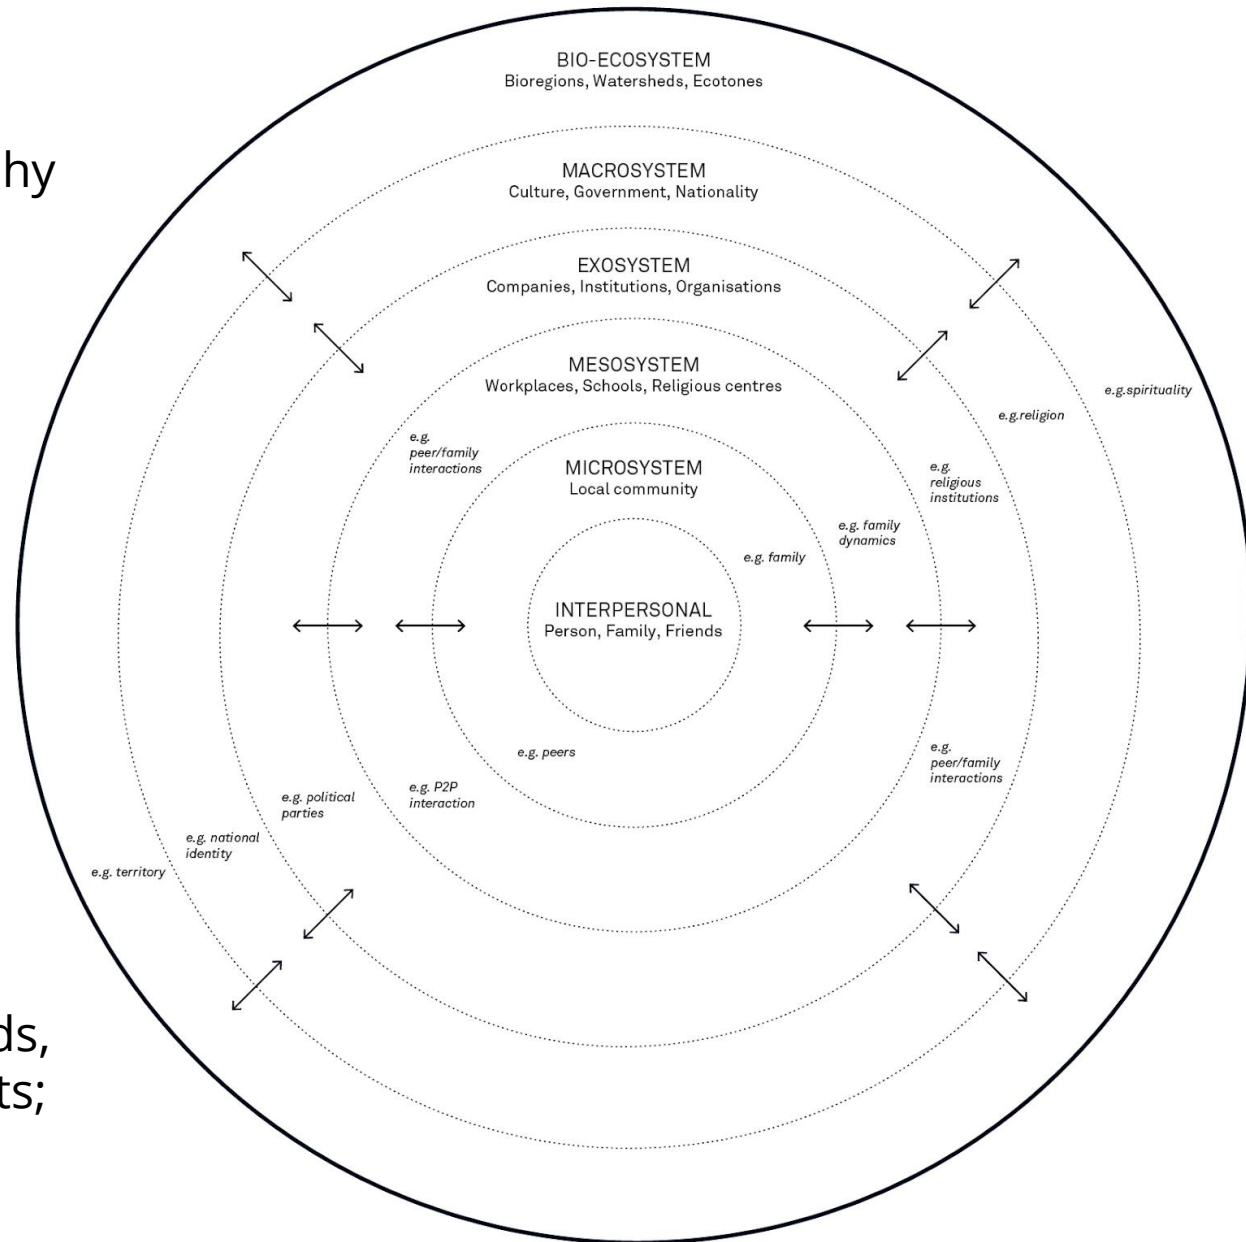 BIO-ECOSYSTEM
Bioregions, Watersheds, Ecotones
hy
MACROSYSTEM
Culture, Government, Nationality
EXOSYSTEM
Companies, Institutions, Organisations
MESOSYSTEM
Workplaces, Schools, Religious centres
e.g.spirituality
e.g.religion
e.g.
peer/family
interactions
MICROSYSTEM
Local community
e.g.
religious
institutions
e.g. family
dynamics
e.g. family
INTERPERSONAL
Person, Family, Friends
e.g. peers
e.g.
peer/family
interactions
e.g. P2P
interaction
e.g. political
parties
e.g. national
identity
e.g. territory
ds,
ts;